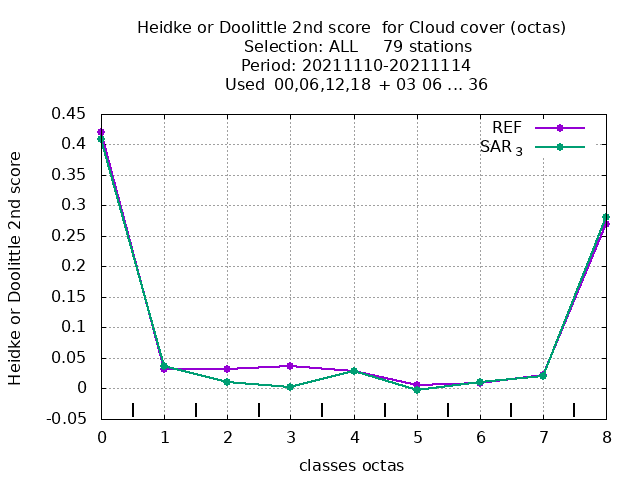 Heidke or Doolittle 2nd score  for Cloud cover (octas)
Selection: ALL     79 stations
Period: 20211110-20211114
Used  00,06,12,18  + 03 06 ... 36
REF
SAR 3
0.45
0.4
0.35
0.3
0.25
0.2
0.15
0.1
0.05
0
-0.05
Heidke or Doolittle 2nd score
0 1 2 3 4 5 6 7 8
classes octas